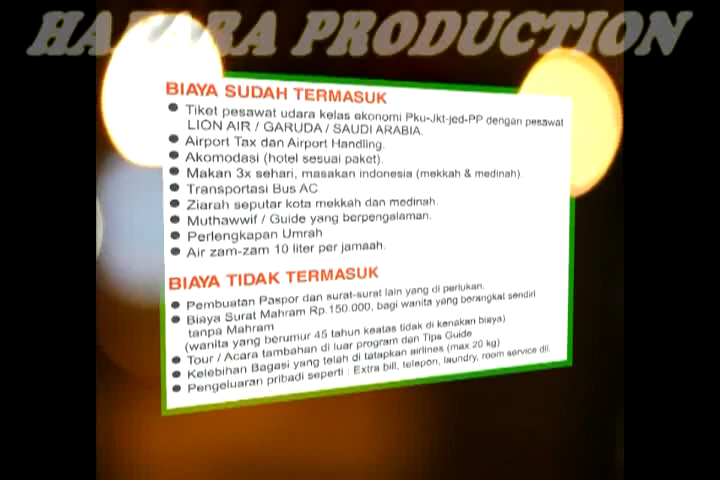 HAZARA PRODUCTION
BIAYA SUDAH TERMASUK
Tiket pesawat udara kelas ekonomi Pku-Jkt-jed-PP dengan pesawat
LION AIR / GARUDA / SAUDI ARABIA.
Airport Tax dan Airport Handling.
Akomodasi (hotel sesuai paket).
Makan 3x sehari, masakan indonesia (mekkah & medinah)
Transportasi Bus AC
Ziarah seputar kota mekkah dan medinah.
Muthawwif / Guide yang berpengalaman.
Perlengkapan Umrah
Air zam-zam 10 liter per jamaah.
BIAYA TIDAK TERMASUK
Pembuatan Paspor dan surat-surat lain yang di perlukan.
Biaya Surat Mahram Rp.150.000, bagi wanita yang berangkat sendiri
tanpa Mahram
(wanita yang berumur 45 tahun keatas tidak di kenakan biaya)
Tour / Acara tambahan di luar program dan Tips Guide
Kelebihan Bagasi yang telah di tatapkan airlines (max.20 kg)
Pengeluaran pribadi seperti : Extra bill, telepon, laundry, room service dll.